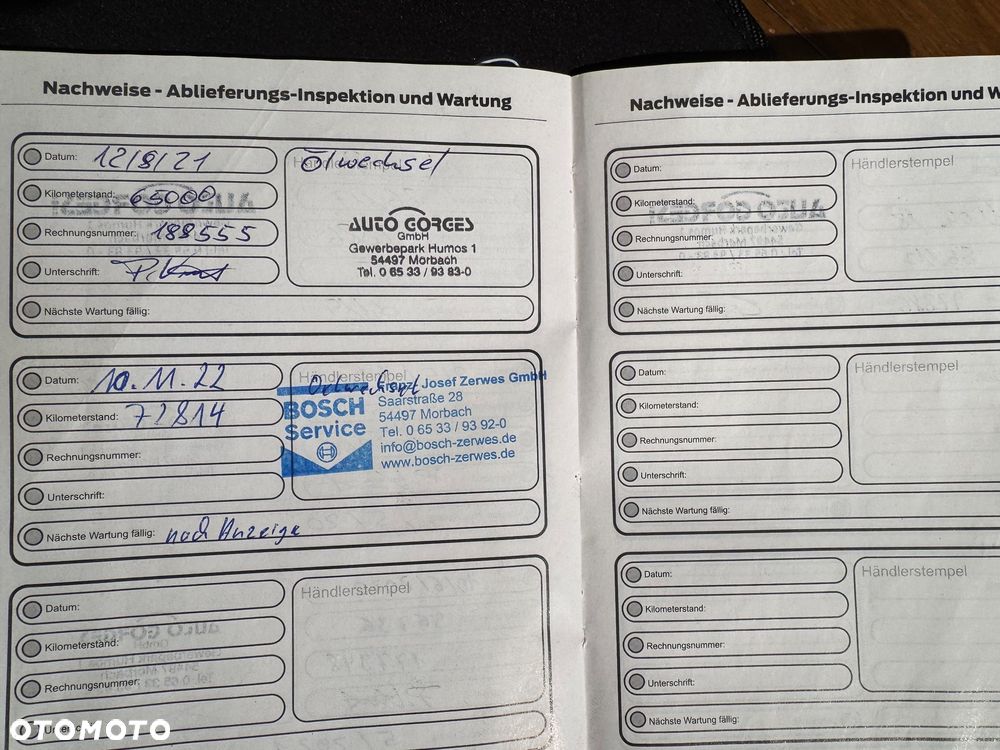 Nachweise - Ablieferungs-Inspektion und Wartung
Datum: 12/8/21
Kilometerstand: 65000
Rechnungsnummer: 188555
Unterschrift:
Nächste Wartung fällig:
Händlerstempel
Ölwechsel
AUTO GORGES
GmbH
Gewerbepark Humos 1
54497 Morbach
Tel. 0 65 33 / 93 83-0
Datum: 10.11.22
Kilometerstand: 72814
Rechnungsnummer:
Unterschrift:
Nächste Wartung fällig: nach Anzeige
Händlerstempel
BOSCH
Service
Franz Josef Zerwes GmbH
Saarstraße 28
54497 Morbach
Tel. 0 65 33 / 93 92-0
info@bosch-zerwes.de
www.bosch-zerwes.de
Datum:
Kilometerstand:
Rechnungsnummer:
Händlerstempel
Nachweise - Ablieferungs-Inspektion und W
Datum:
Kilometerstand:
Rechnungsnummer:
Unterschrift:
Nächste Wartung fällig:
Händlerstempel
Datum:
Kilometerstand:
Rechnungsnummer:
Unterschrift:
Nächste Wartung fällig:
Händlerstempel
Datum:
Kilometerstand:
Rechnungsnummer:
Unterschrift:
Nächste Wartung fällig:
Händlerstempel
OTOMOTO